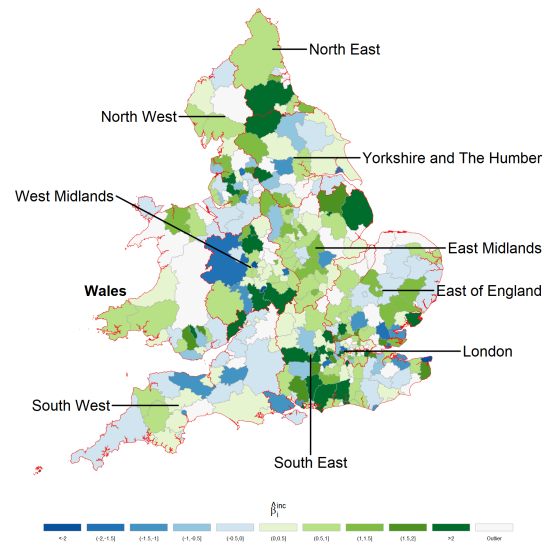 North East
North West
Yorkshire and The Humber
West Midlands
East Midlands
Wales
East of England
London
South West
South East
β̂ᵢⁱⁿᶜ
<-2 (-2,-1.5) (-1.5,-1) (-1,-0.5) (-0.5,0) (0,0.5) (0.5,1) (1,1.5) (1.5,2) >2 Outlier